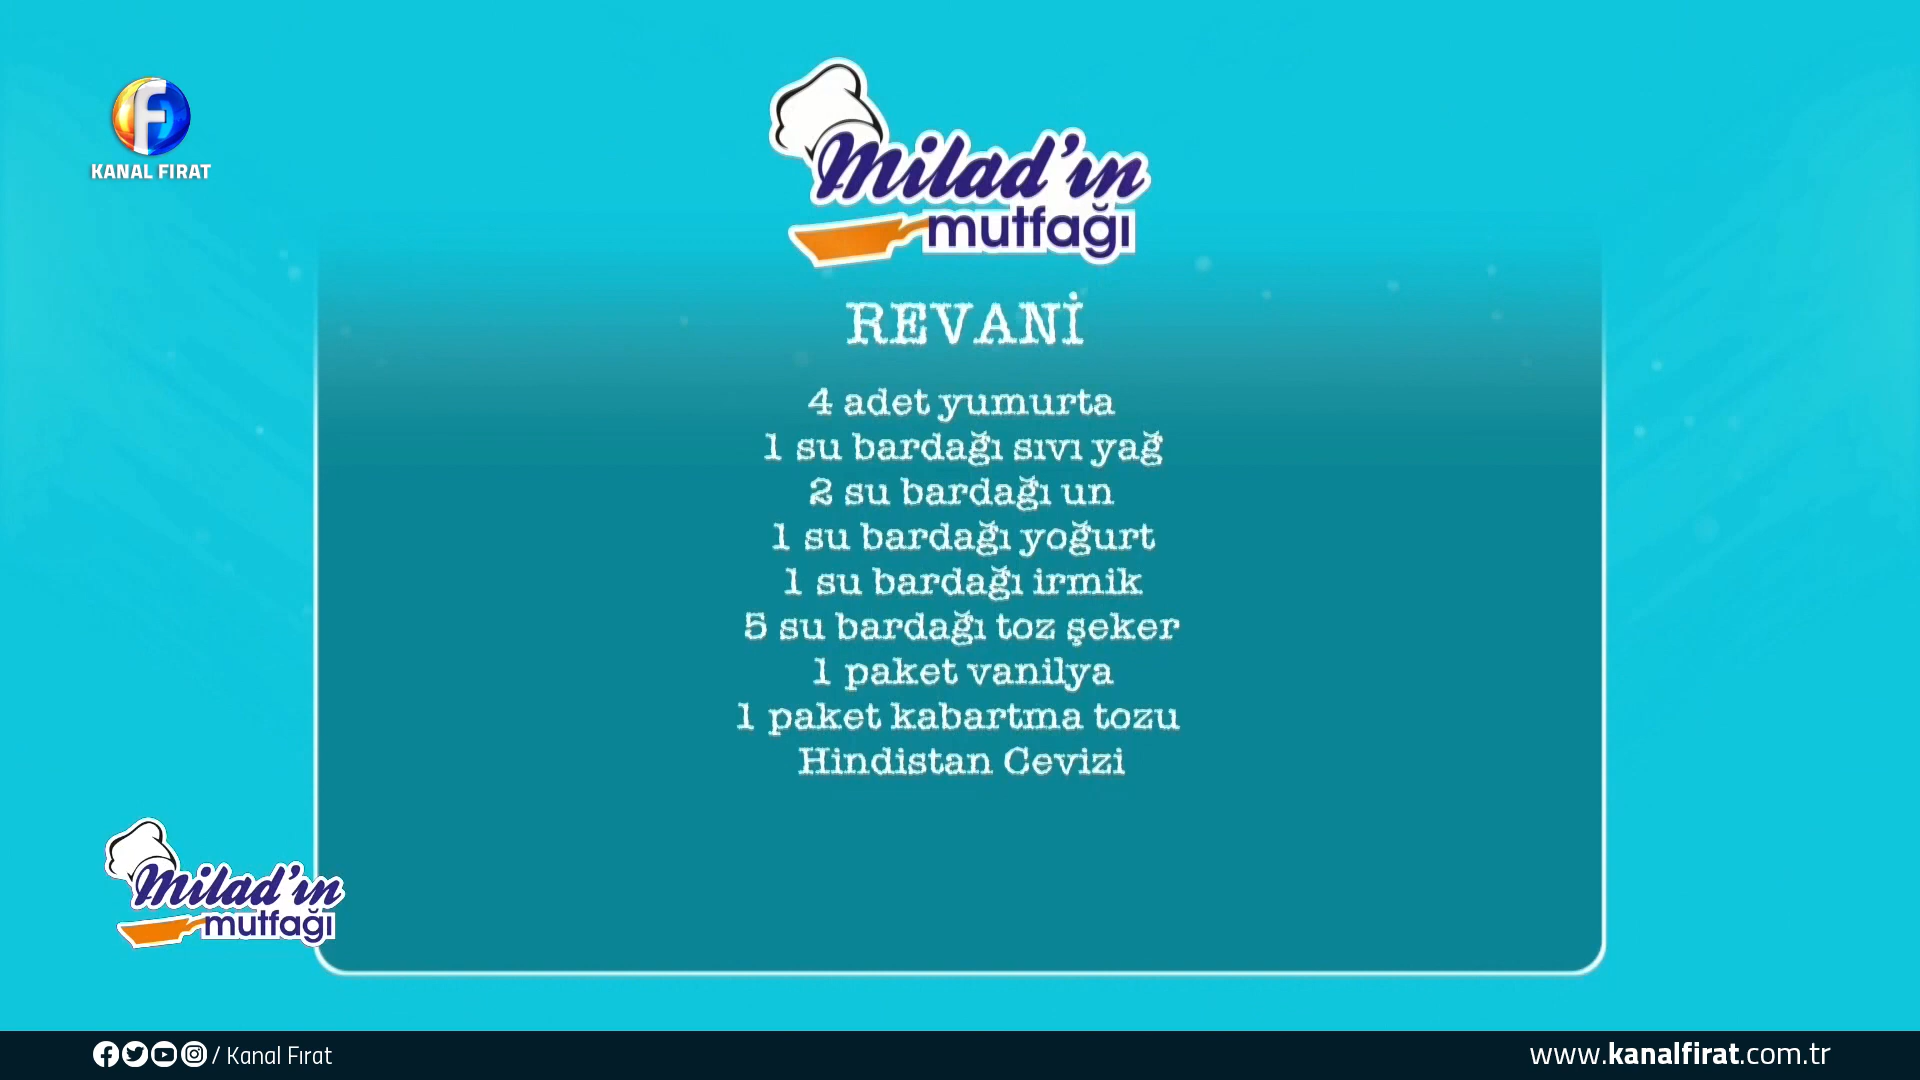 KANAL FIRAT
Milad'ın
mutfağı
REVANİ
4 adet yumurta
1 su bardağı sıvı yağ
2 su bardağı un
1 su bardağı yoğurt
1 su bardağı irmik
5 su bardağı toz şeker
1 paket vanilya
1 paket kabartma tozu
Hindistan Cevizi
Milad'ın
mutfağı
/ Kanal Fırat
www.kanalfirat.com.tr